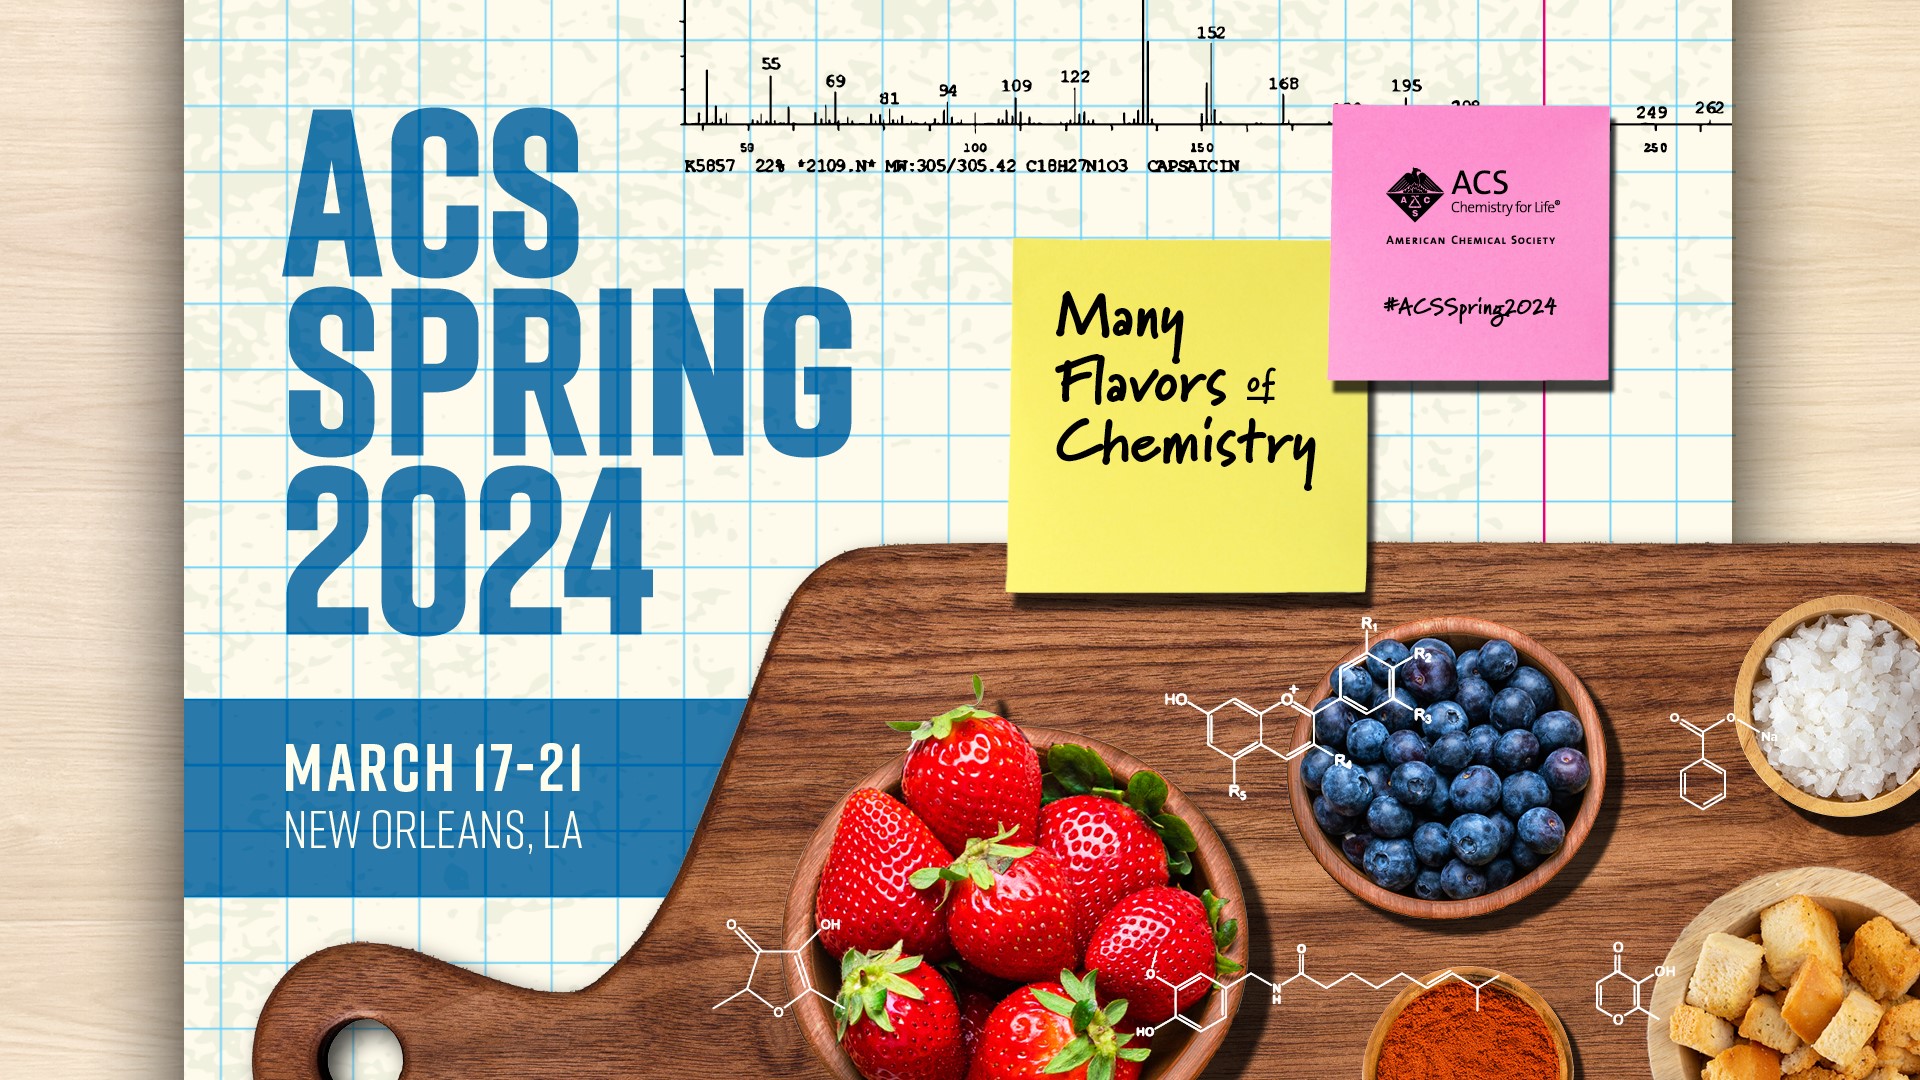 152
55
69
81
94
109
122
168
195
249
262
50
100
150
250
K5857 22% *2109.N* MW:305/305.42 C18H27N1O3 CAPSAICIN
ACS
SPRING
2024
MARCH 17-21
NEW ORLEANS, LA
Many
Flavors of
Chemistry
ACS
Chemistry for Life®
A C
S
AMERICAN CHEMICAL SOCIETY
#ACSSpring2024
R1
R2
HO
O+
R3
R4
R5
O
O
Na
O
OH
O
O
HO
O
N
H
O
OH
O